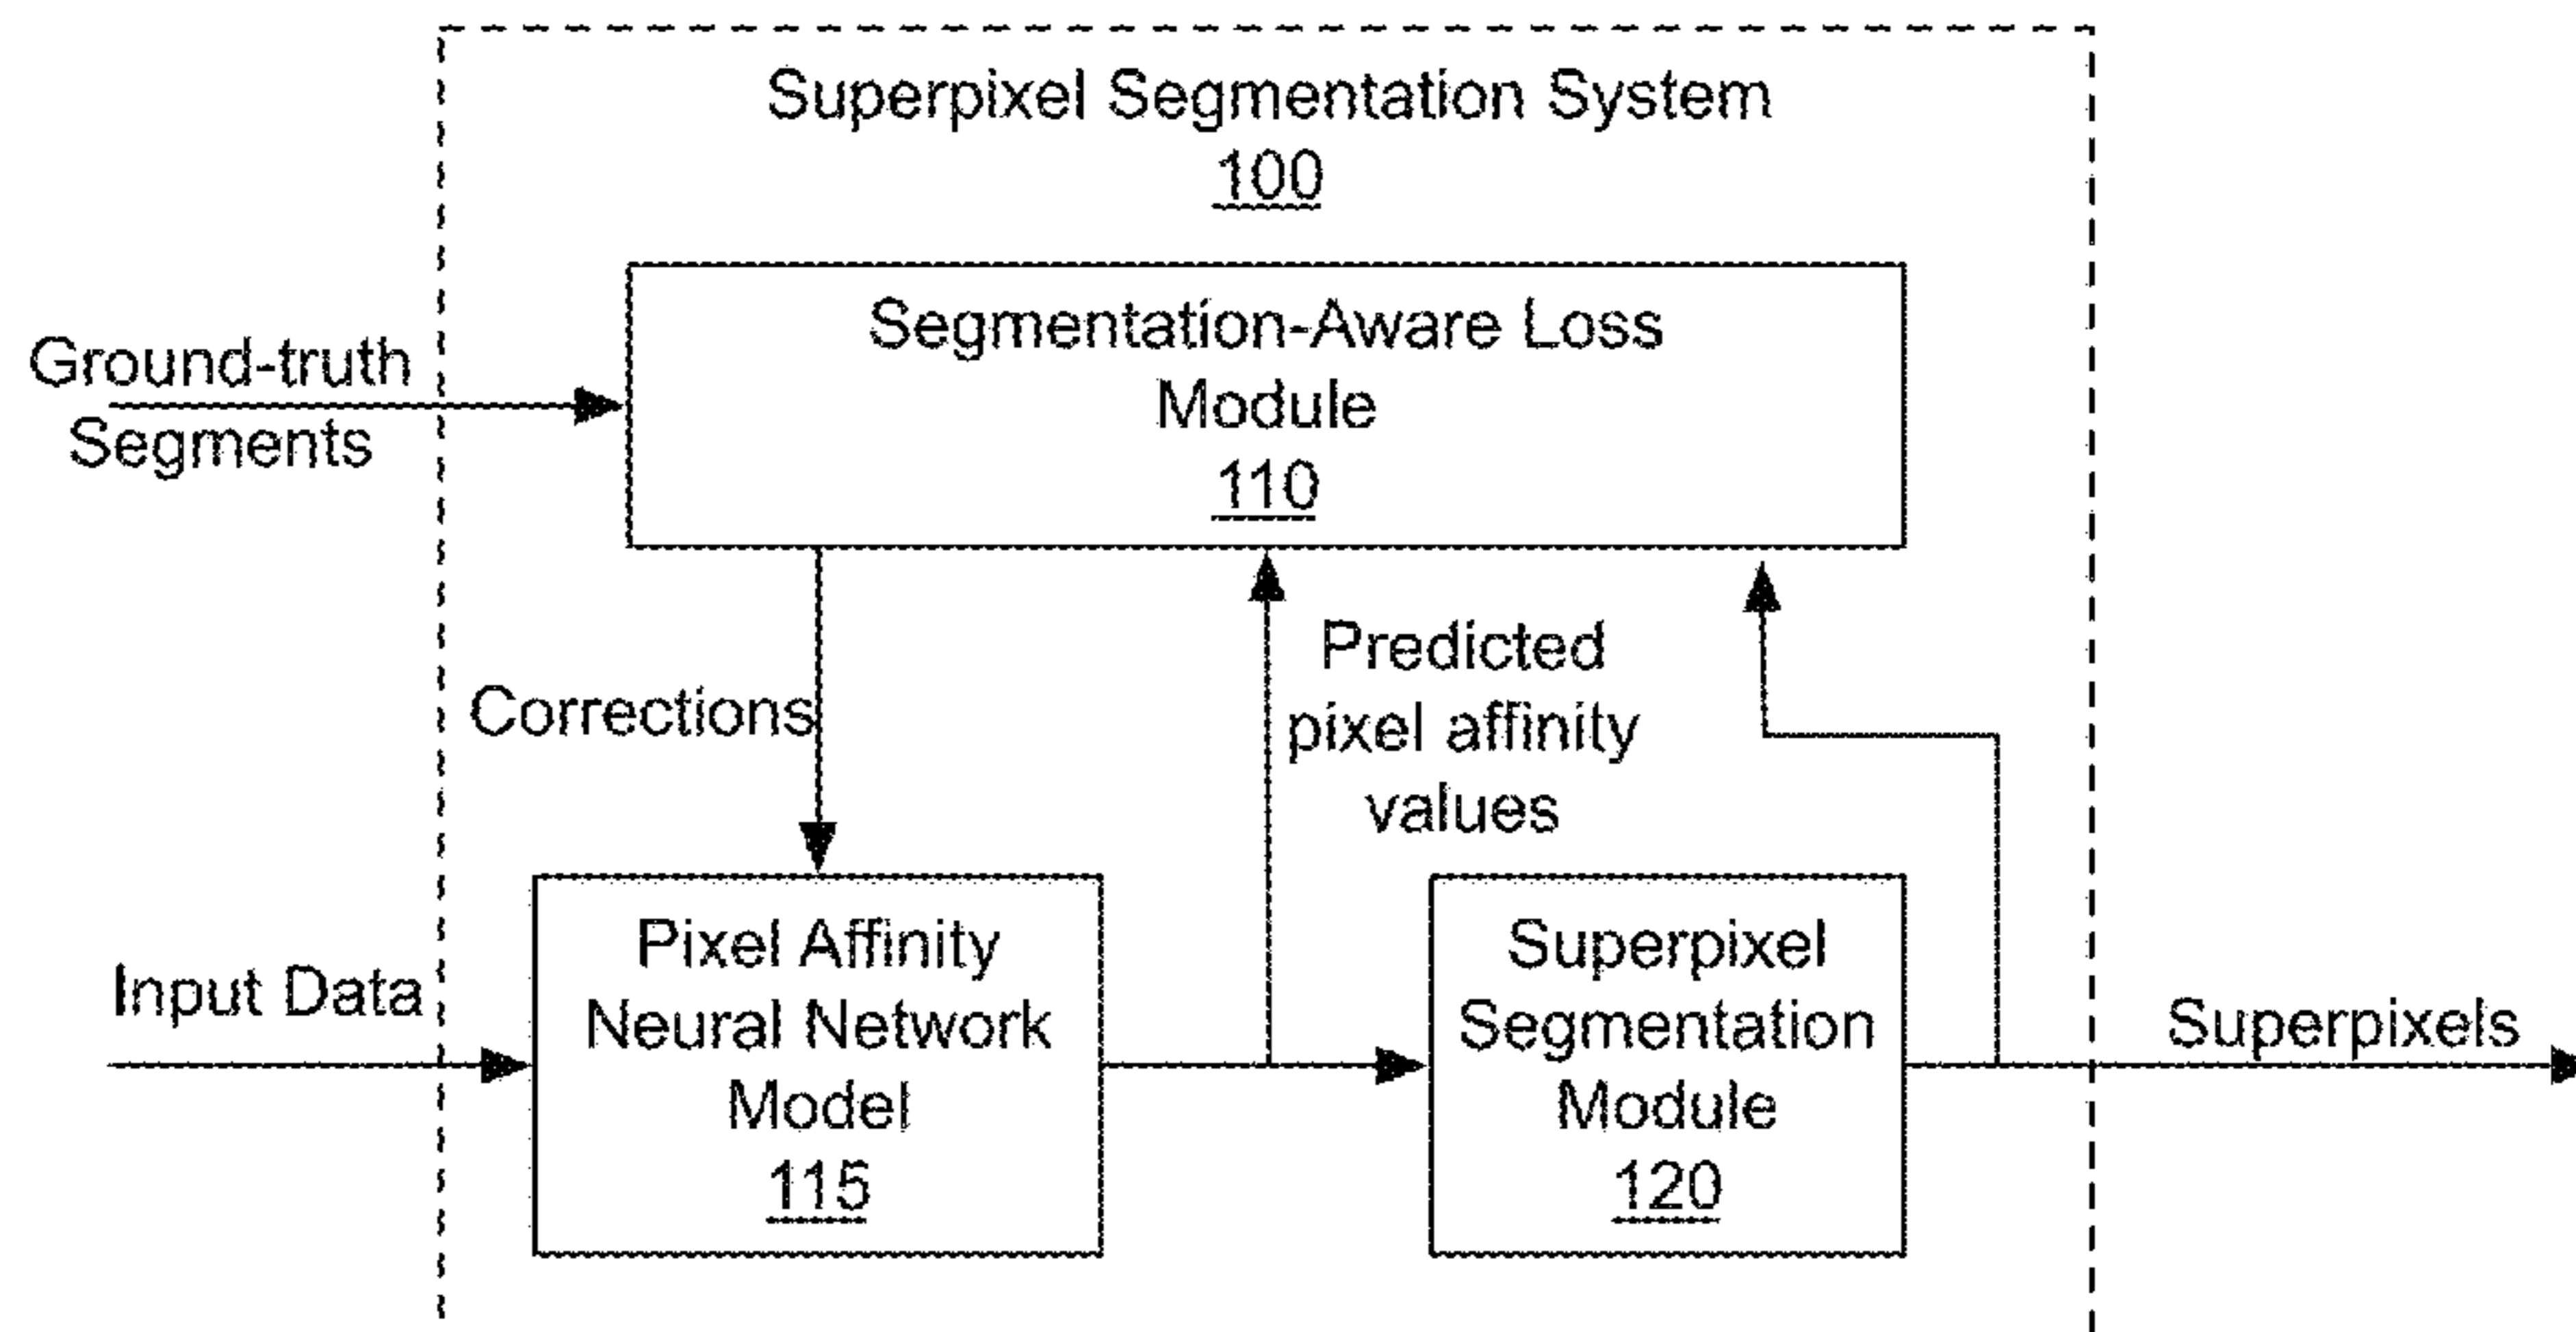 Superpixel Segmentation System
100
Segmentation-Aware Loss
Module
110
Ground-truth
Segments
Corrections
Predicted
pixel affinity
values
Input Data
Pixel Affinity
Neural Network
Model
115
Superpixel
Segmentation
Module
120
Superpixels